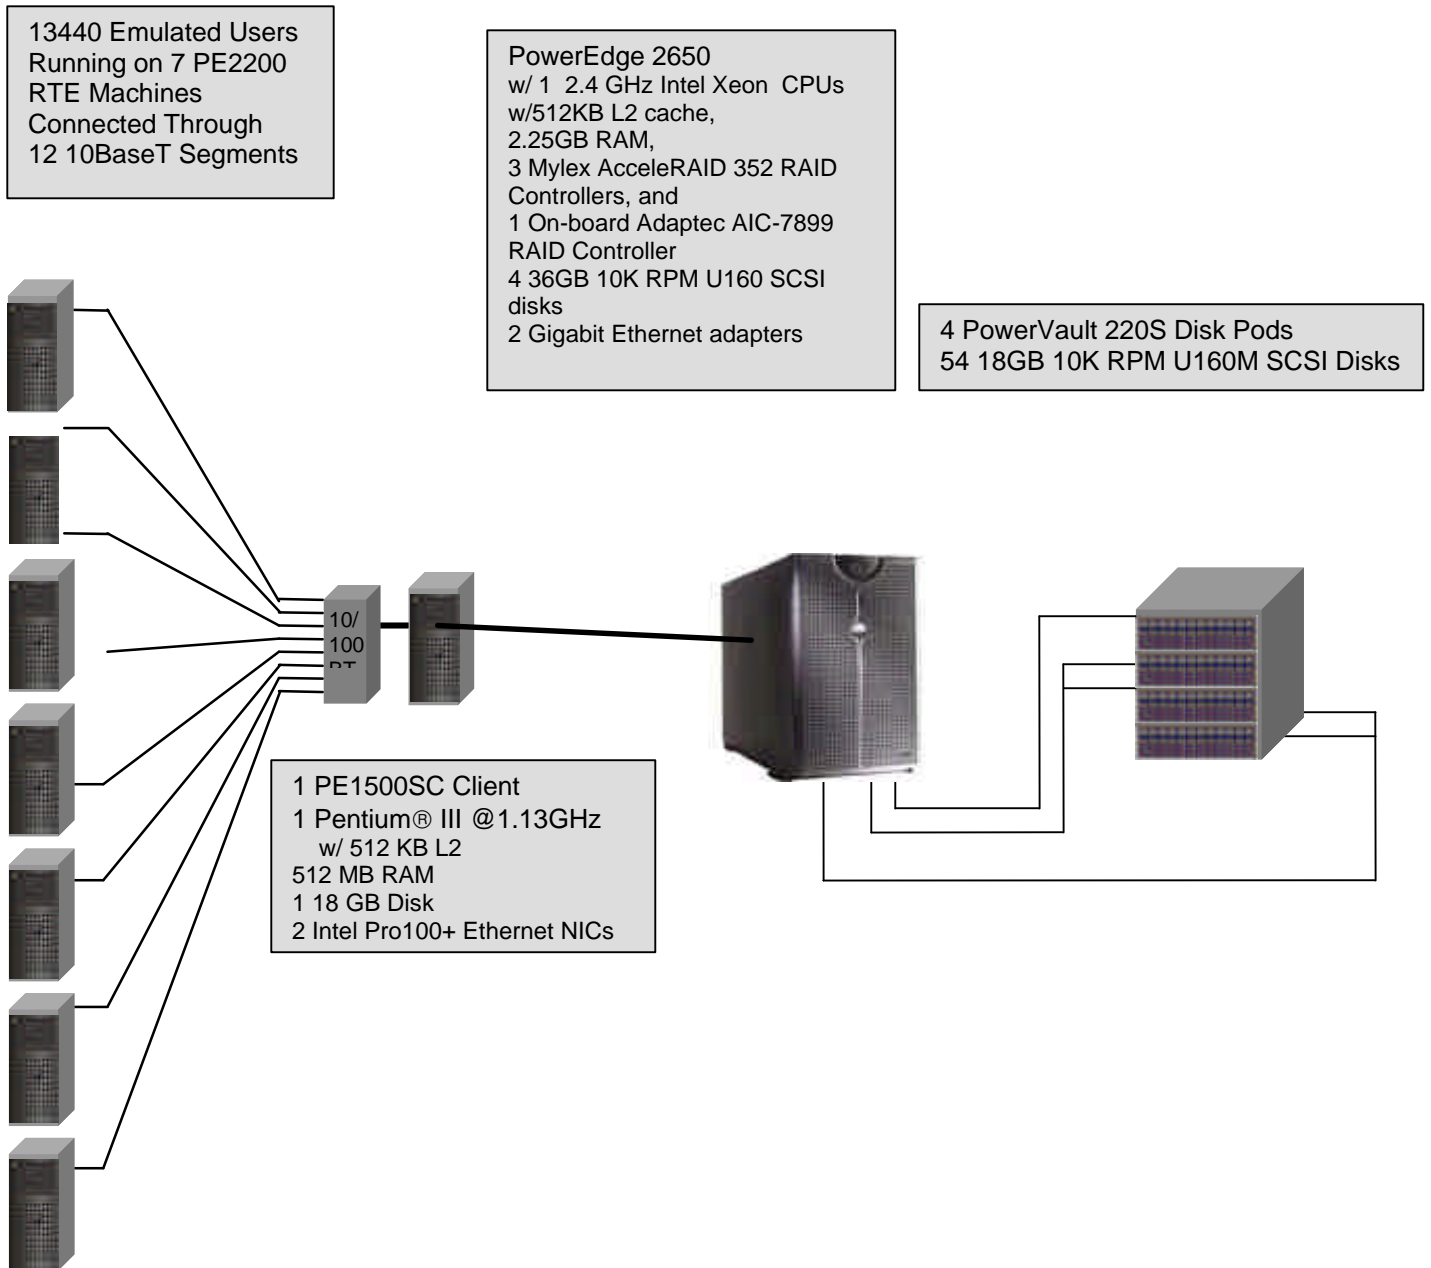 13440 Emulated Users
Running on 7 PE2200
RTE Machines
Connected Through
12 10BaseT Segments
PowerEdge 2650
w/ 1 2.4 GHz Intel Xeon CPUs
w/512KB L2 cache,
2.25GB RAM,
3 Mylex AcceleRAID 352 RAID
Controllers, and
1 On-board Adaptec AIC-7899
RAID Controller
4 36GB 10K RPM U160 SCSI
disks
2 Gigabit Ethernet adapters
4 PowerVault 220S Disk Pods
54 18GB 10K RPM U160M SCSI Disks
10/
100
1 PE1500SC Client
1 Pentium® III @1.13GHz
w/ 512 KB L2
512 MB RAM
1 18 GB Disk
2 Intel Pro100+ Ethernet NICs